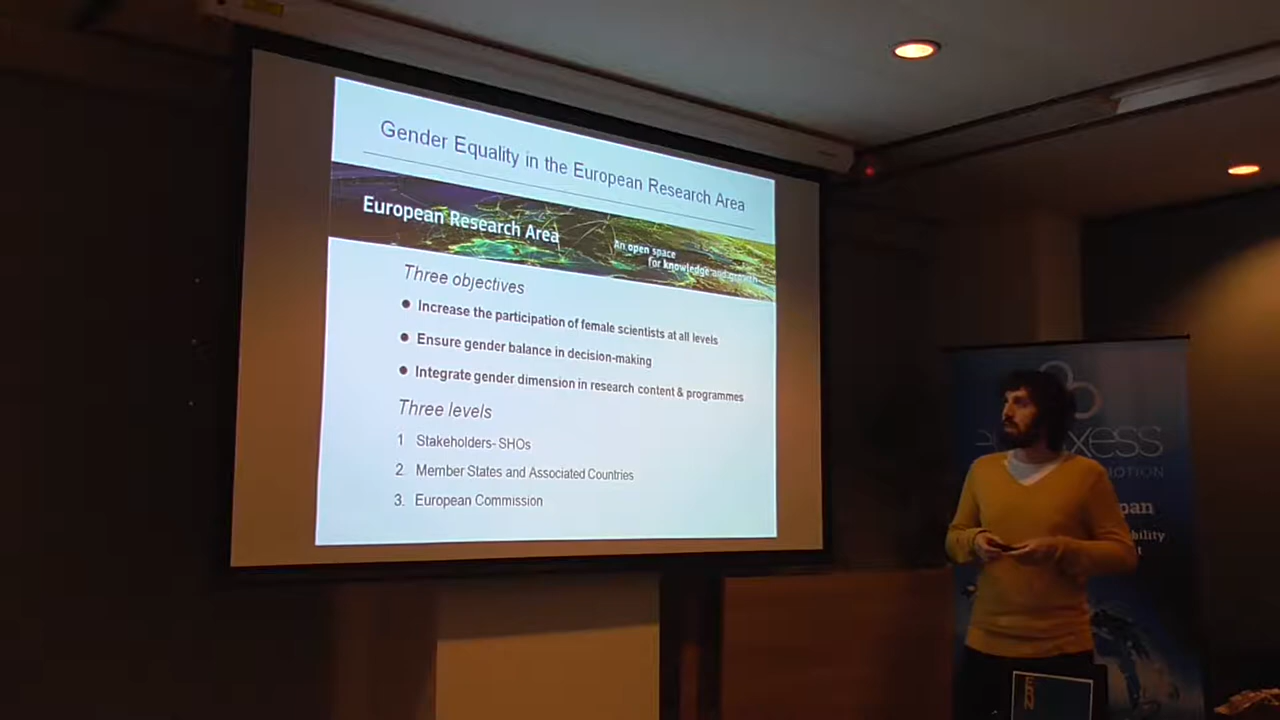 Gender Equality in the European Research Area
European Research Area
An open space
for knowledge and growth
Three objectives
● Increase the participation of female scientists at all levels
● Ensure gender balance in decision-making
● Integrate gender dimension in research content & programmes
Three levels
1 Stakeholders- SHOs
2. Member States and Associated Countries
3. European Commission
xess
OTION
pan
bility
t